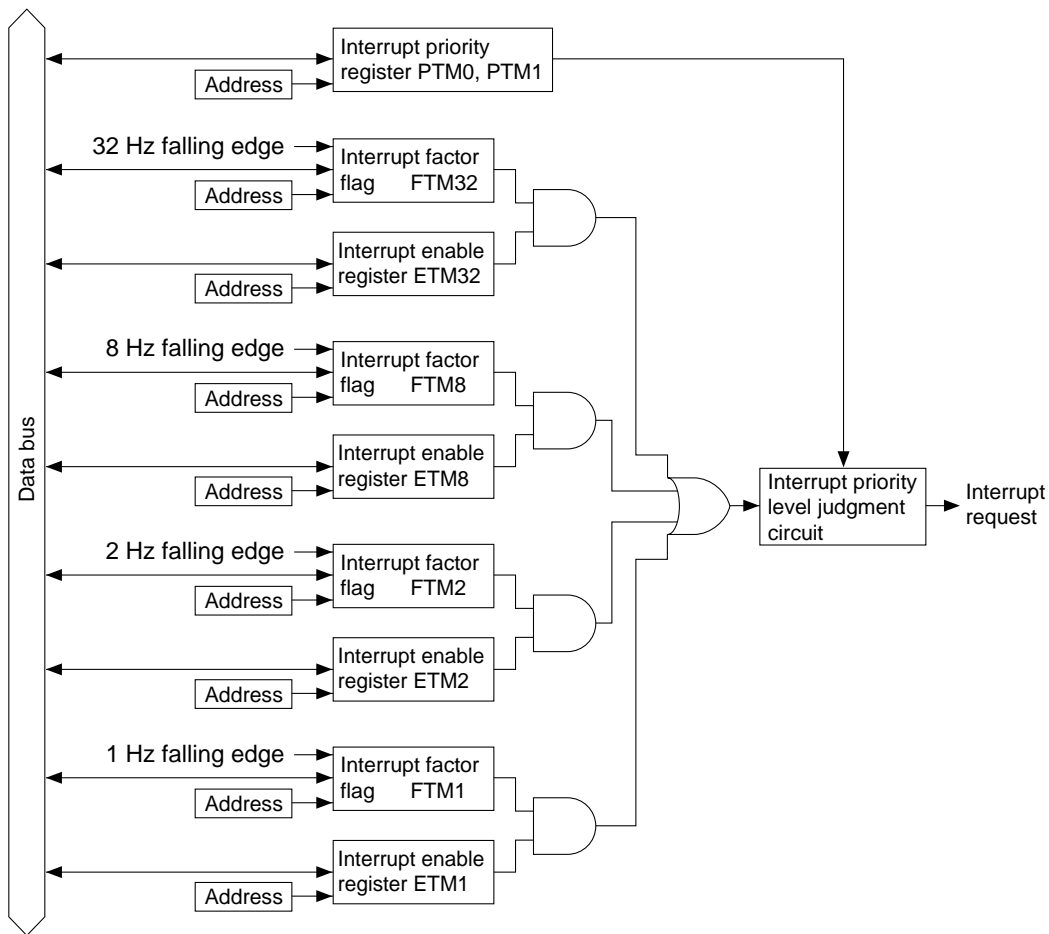 Data bus
Interrupt priority
register PTM0, PTM1
Address
32 Hz falling edge
Interrupt factor
flag FTM32
Address
Interrupt enable
register ETM32
Address
8 Hz falling edge
Interrupt factor
flag FTM8
Address
Interrupt enable
register ETM8
Address
2 Hz falling edge
Interrupt factor
flag FTM2
Address
Interrupt enable
register ETM2
Address
1 Hz falling edge
Interrupt factor
flag FTM1
Address
Interrupt enable
register ETM1
Address
Interrupt priority
level judgment
circuit
Interrupt
request